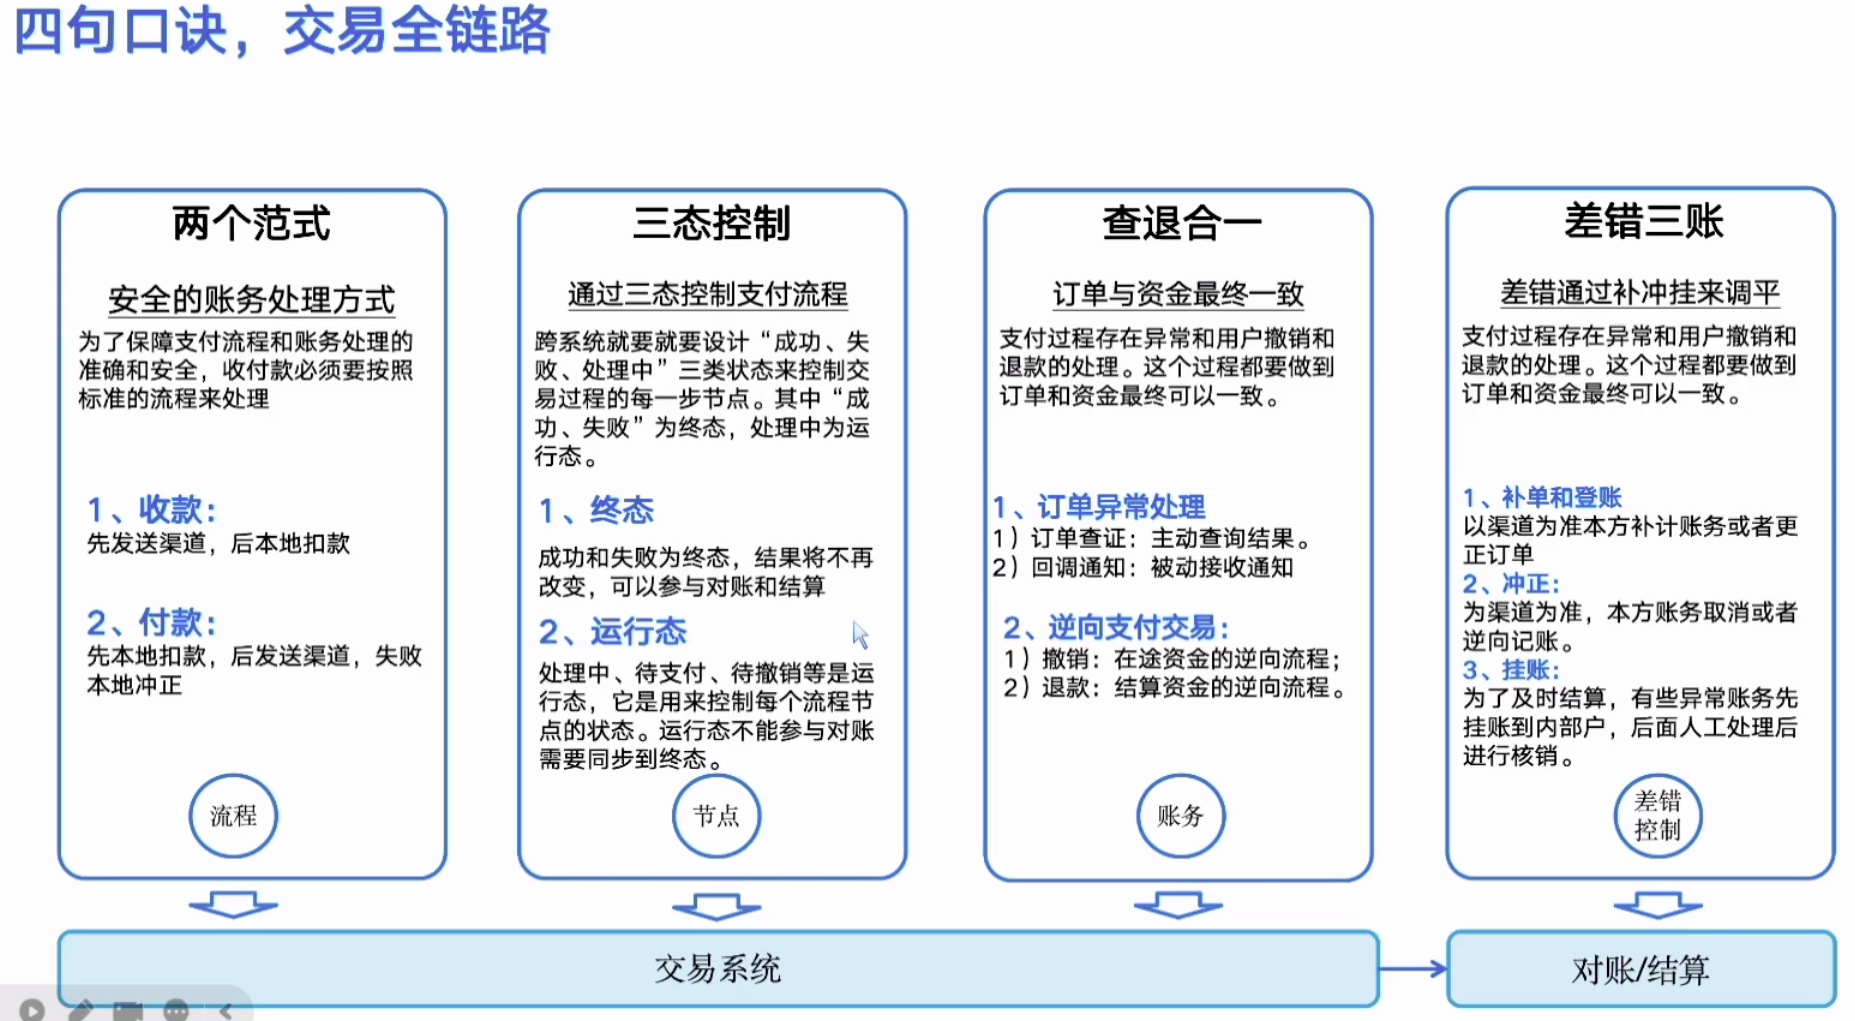 四句口诀，交易全链路
两个范式
安全的账务处理方式
为了保障支付流程和账务处理的
准确和安全，收付款必须要按照
标准的流程来处理
1、收款：
先发送渠道，后本地扣款
2、付款：
先本地扣款，后发送渠道，失败
本地冲正
流程
三态控制
通过三态控制支付流程
跨系统就要就要设计“成功、失
败、处理中”三类状态来控制交
易过程的每一步节点。其中“成
功、失败”为终态，处理中为运
行态。
1、终态
成功和失败为终态，结果将不再
改变，可以参与对账和结算
2、运行态
处理中、待支付、待撤销等是运
行态，它是用来控制每个流程节
点的状态。运行态不能参与对账
需要同步到终态。
节点
查退合一
订单与资金最终一致
支付过程存在异常和用户撤销和
退款的处理。这个过程都要做到
订单和资金最终可以一致。
1、订单异常处理
1）订单查证：主动查询结果。
2）回调通知：被动接收通知
2、逆向支付交易：
1）撤销：在途资金的逆向流程；
2）退款：结算资金的逆向流程。
账务
差错三账
差错通过补冲挂来调平
支付过程存在异常和用户撤销和
退款的处理。这个过程都要做到
订单和资金最终可以一致。
1、补单和登账
以渠道为准本方补计账务或者更
正订单
2、冲正：
为渠道为准，本方账务取消或者
逆向记账。
3、挂账：
为了及时结算，有些异常账务先
挂账到内部户，后面人工处理后
进行核销。
差错
控制
交易系统
对账/结算